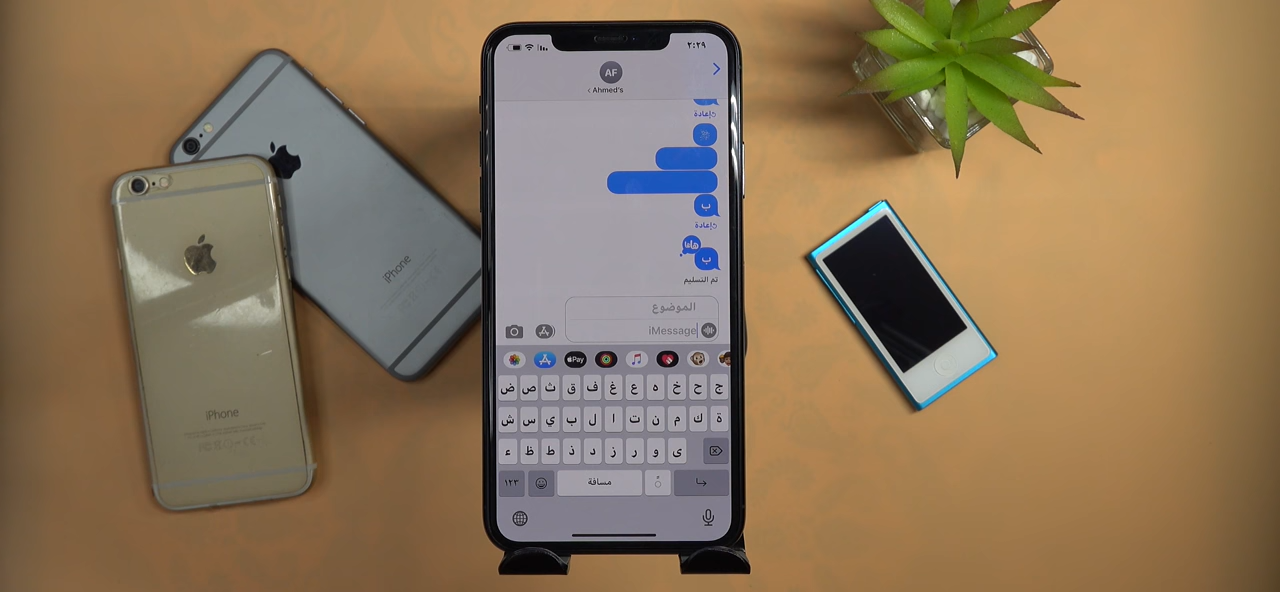 ٢:٢٩
AF
Ahmed's
إعادة
ب
إعادة
هاها
ب
تم التسليم
الموضوع
iMessage
Pay
ض ص ث ق ف غ ع ه خ ح ج
ش س ي ب ل ا ت ن م ك ة
ء ظ ط ذ د ز ر و ى
١٢٣
مسافة
iPhone
iPhone